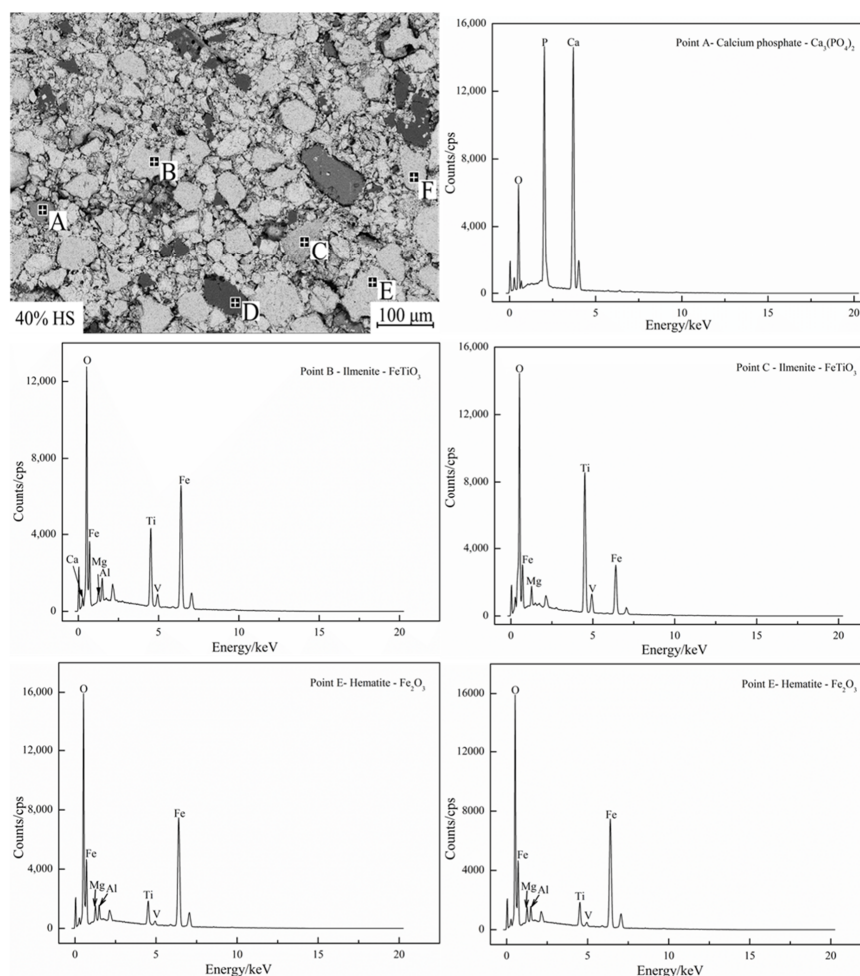 A
B
C
D
E
F
40% HS
100 μm
Point A- Calcium phosphate - Ca₃(PO₄)₂
16,000
12,000
8,000
4,000
0
Counts/cps
O
P
Ca
0
5
10
15
20
Energy/keV
Point B - Ilmenite - FeTiO₃
12,000
8,000
4,000
0
Counts/cps
O
Fe
Ca
Mg
Al
Ti
V
Fe
0
5
10
15
20
Energy/keV
Point C - Ilmenite - FeTiO₃
16,000
12,000
8,000
4,000
0
Counts/cps
O
Fe
Mg
Ti
V
Fe
0
5
10
15
20
Energy/keV
Point E- Hematite - Fe₂O₃
16,000
12,000
8,000
4,000
0
Counts/cps
O
Fe
Mg
Al
Ti
V
Fe
0
5
10
15
20
Energy/keV
Point E- Hematite - Fe₂O₃
16000
12000
8000
4000
0
Counts/cps
O
Fe
Mg
Al
Ti
V
Fe
0
5
10
15
20
Energy/keV